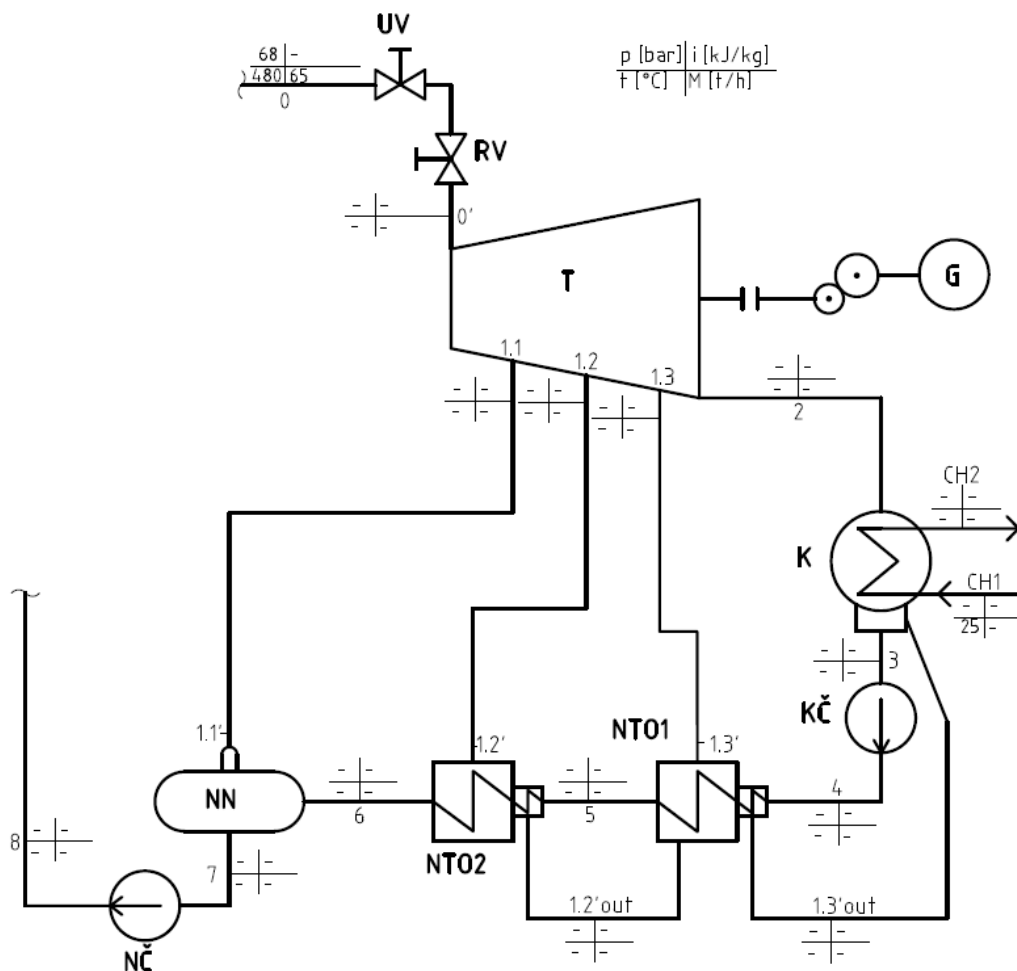 UV
p [bar] i [kJ/kg]
t [°C] M [t/h]
68 -
480 65
0
RV
- -
- -
0'
T
G
1.1
1.2
1.3
- -
- -
- -
- -
- -
- -
- -
- -
2
CH2
- -
- -
K
CH1
- -
25 -
- -
- -
3
KČ
NTO1
1.1'
1.2'
1.3'
NN
- -
- -
6
- -
- -
5
4
- -
- -
NTO2
8
- -
- -
7
- -
- -
1.2'out
- -
- -
1.3'out
- -
- -
NČ